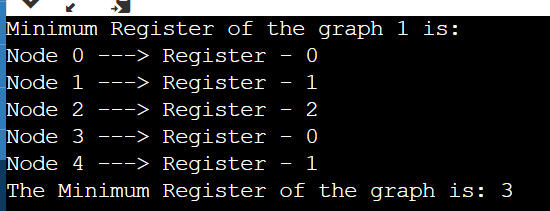 Minimum Register of the graph 1 is:
Node 0 ---> Register - 0
Node 1 ---> Register - 1
Node 2 ---> Register - 2
Node 3 ---> Register - 0
Node 4 ---> Register - 1
The Minimum Register of the graph is: 3